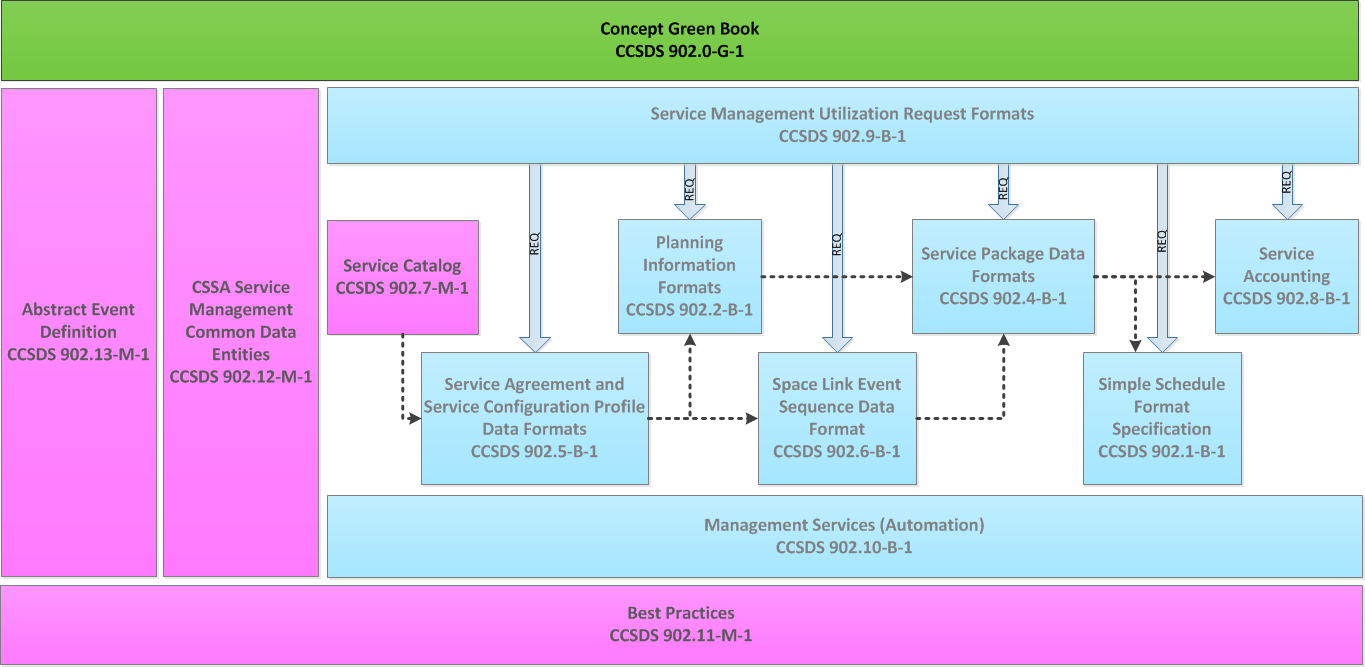 Concept Green Book
CCSDS 902.0-G-1
Abstract Event
Definition
CCSDS 902.13-M-1
CSSA Service
Management
Common Data
Entities
CCSDS 902.12-M-1
Service Management Utilization Request Formats
CCSDS 902.9-B-1
REQ
REQ
REQ
REQ
REQ
REQ
Service Catalog
CCSDS 902.7-M-1
Planning
Information
Formats
CCSDS 902.2-B-1
Service Package Data
Formats
CCSDS 902.4-B-1
Service
Accounting
CCSDS 902.8-B-1
Service Agreement and
Service Configuration Profile
Data Formats
CCSDS 902.5-B-1
Space Link Event
Sequence Data
Format
CCSDS 902.6-B-1
Simple Schedule
Format
Specification
CCSDS 902.1-B-1
Management Services (Automation)
CCSDS 902.10-B-1
Best Practices
CCSDS 902.11-M-1